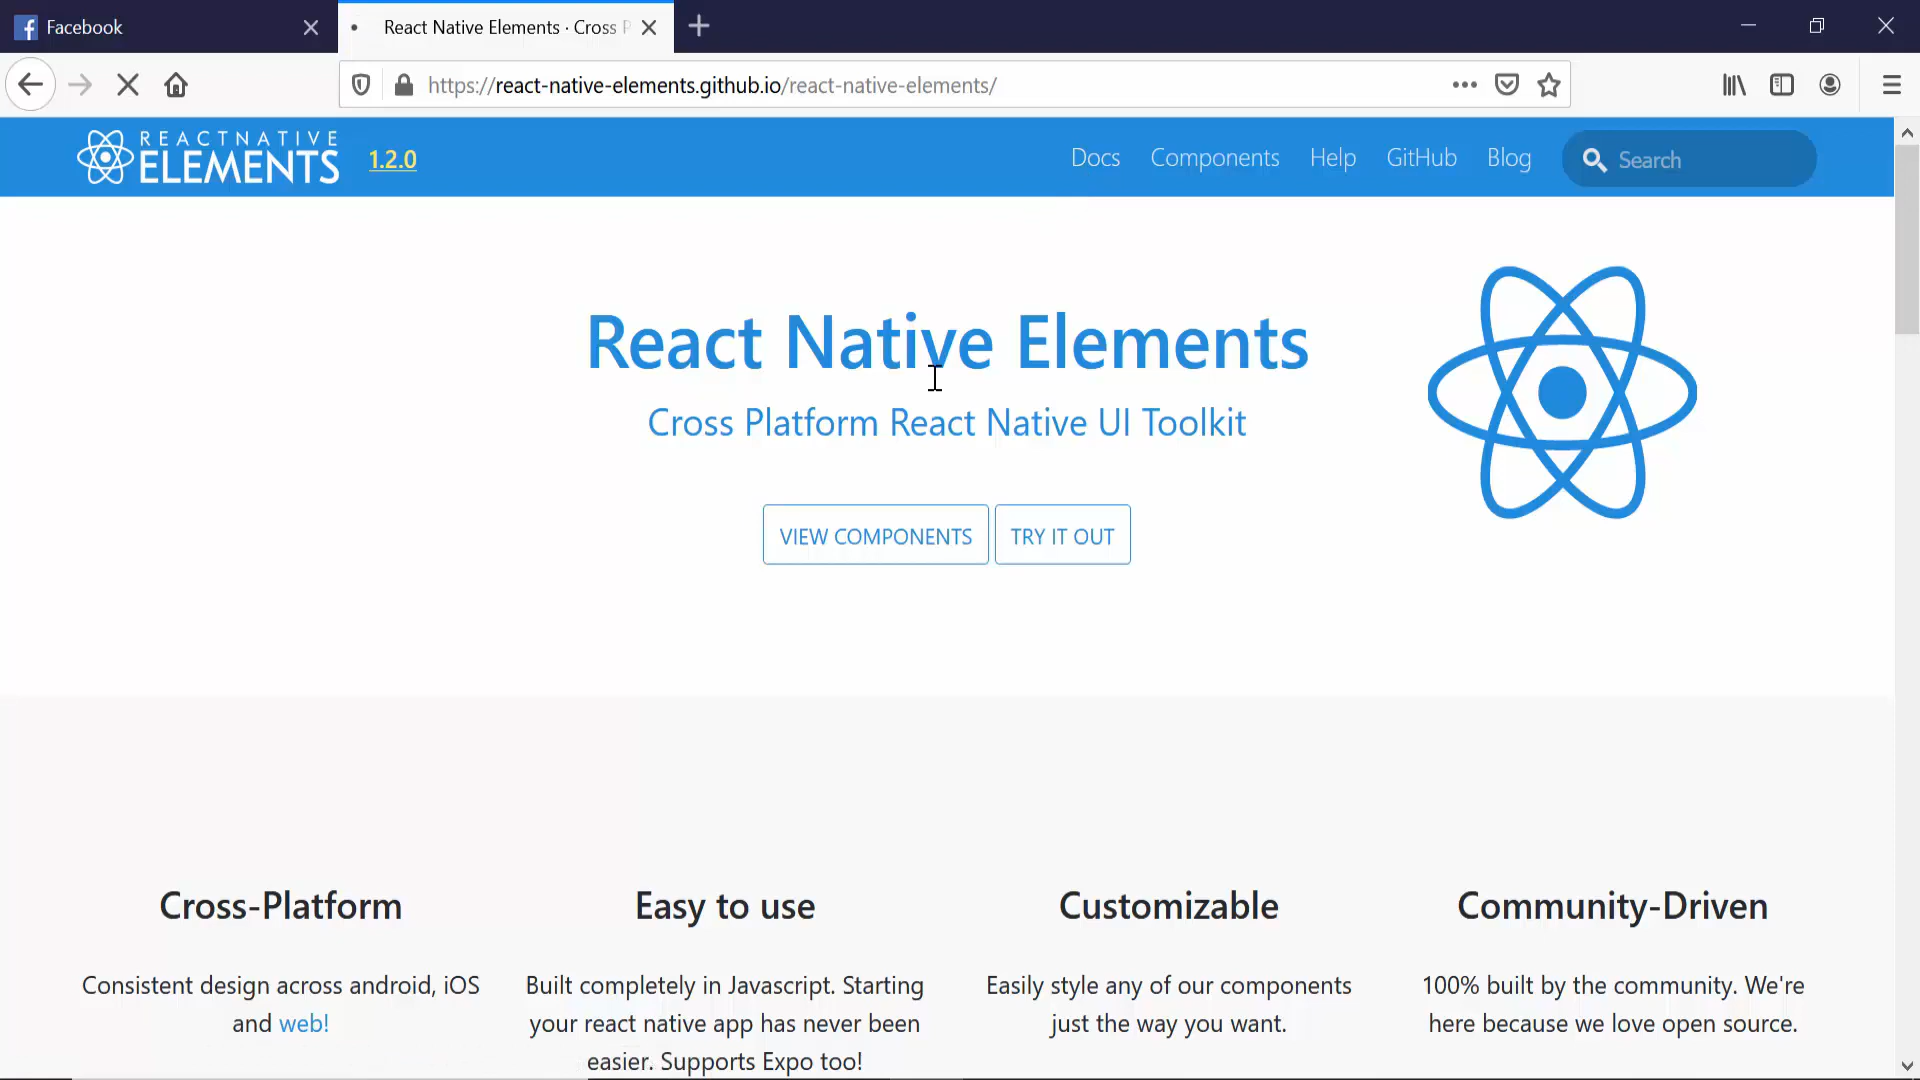 Facebook
React Native Elements · Cross P
https://react-native-elements.github.io/react-native-elements/
REACT NATIVE
ELEMENTS
1.2.0
Docs
Components
Help
GitHub
Blog
Search
React Native Elements
Cross Platform React Native UI Toolkit
VIEW COMPONENTS
TRY IT OUT
Cross-Platform
Consistent design across android, iOS
and web!
Easy to use
Built completely in Javascript. Starting
your react native app has never been
easier. Supports Expo too!
Customizable
Easily style any of our components
just the way you want.
Community-Driven
100% built by the community. We're
here because we love open source.